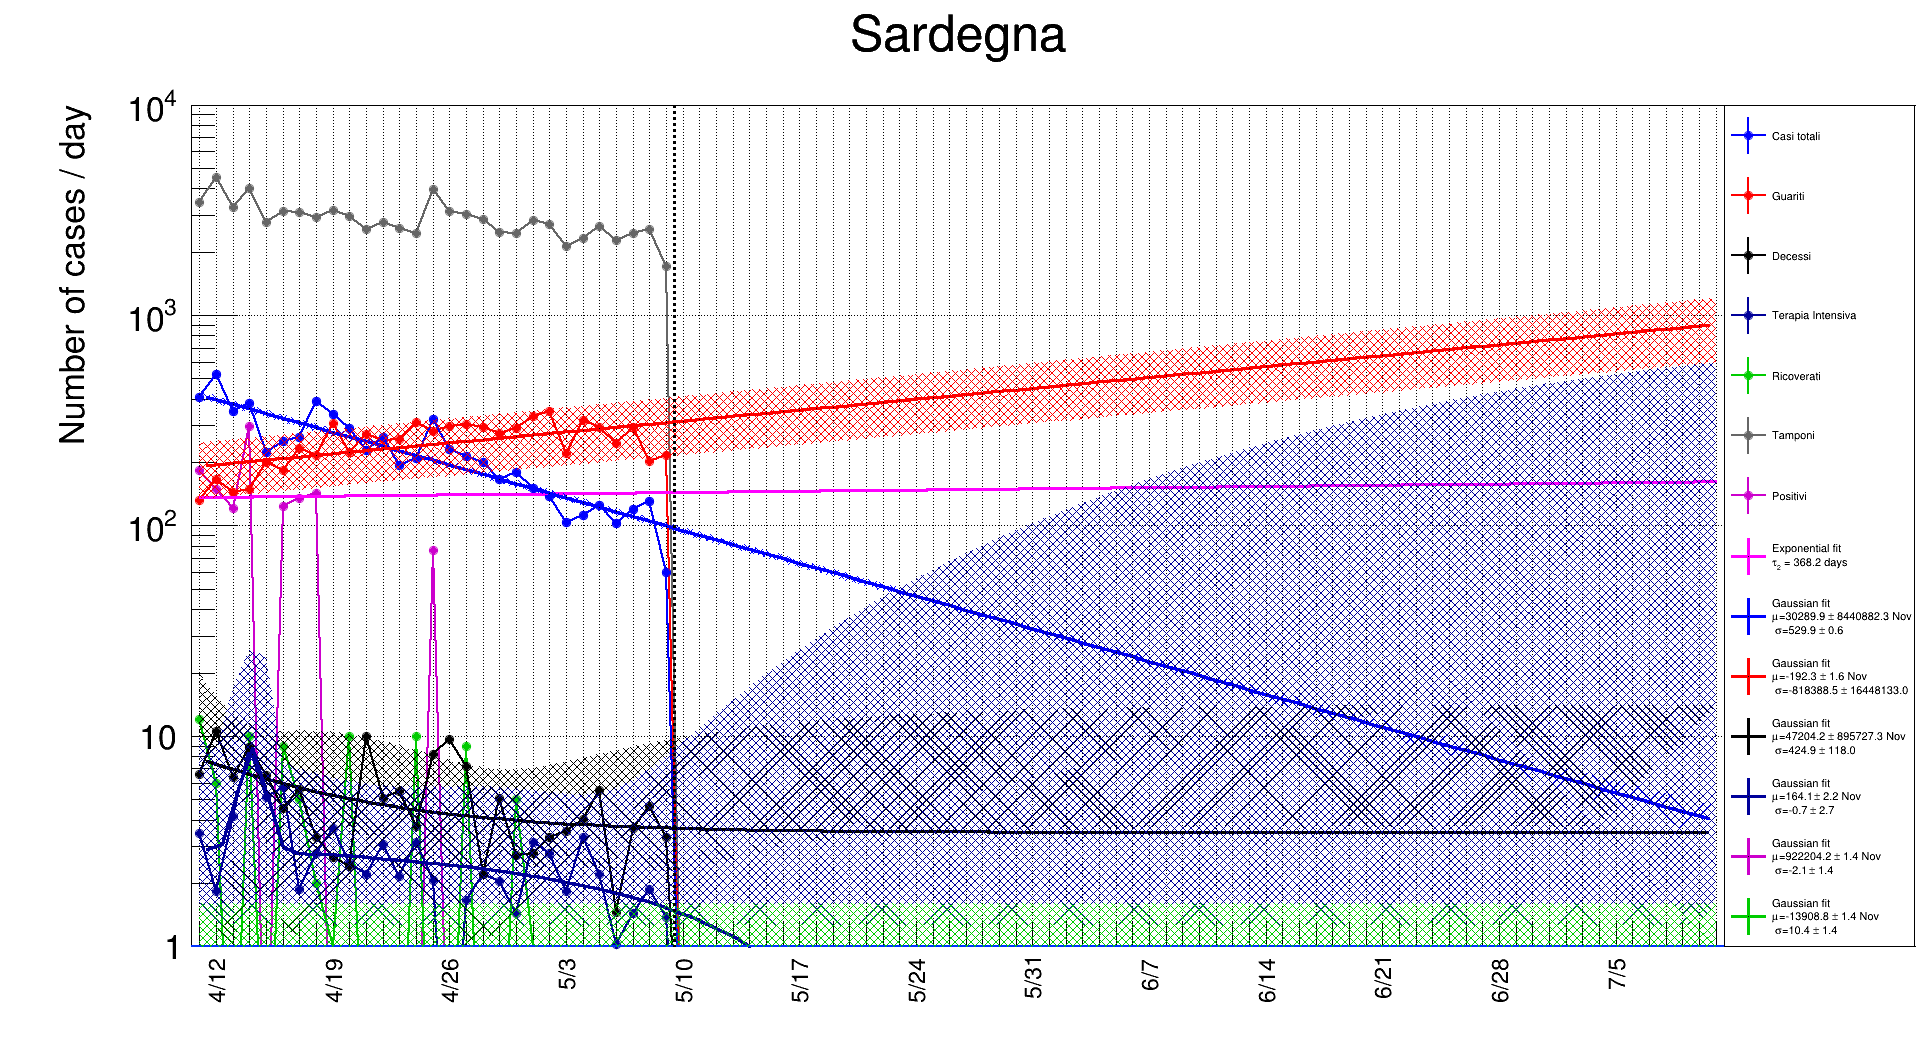 Sardegna
Number of cases / day
10⁴
10³
10²
10
1
4/12
4/19
4/26
5/3
5/10
5/17
5/24
5/31
6/7
6/14
6/21
6/28
7/5
Casi totali
Guariti
Decessi
Terapia Intensiva
Ricoverati
Tamponi
Positivi
Exponential fit
τ₂ = 368.2 days
Gaussian fit
μ=30289.9 ± 8440882.3 Nov
σ=529.9 ± 0.6
Gaussian fit
μ=-192.3 ± 1.6 Nov
σ=-818388.5 ± 16448133.0
Gaussian fit
μ=47204.2 ± 895727.3 Nov
σ=424.9 ± 118.0
Gaussian fit
μ=164.1 ± 2.2 Nov
σ=-0.7 ± 2.7
Gaussian fit
μ=922204.2 ± 1.4 Nov
σ=-2.1 ± 1.4
Gaussian fit
μ=-13908.8 ± 1.4 Nov
σ=10.4 ± 1.4